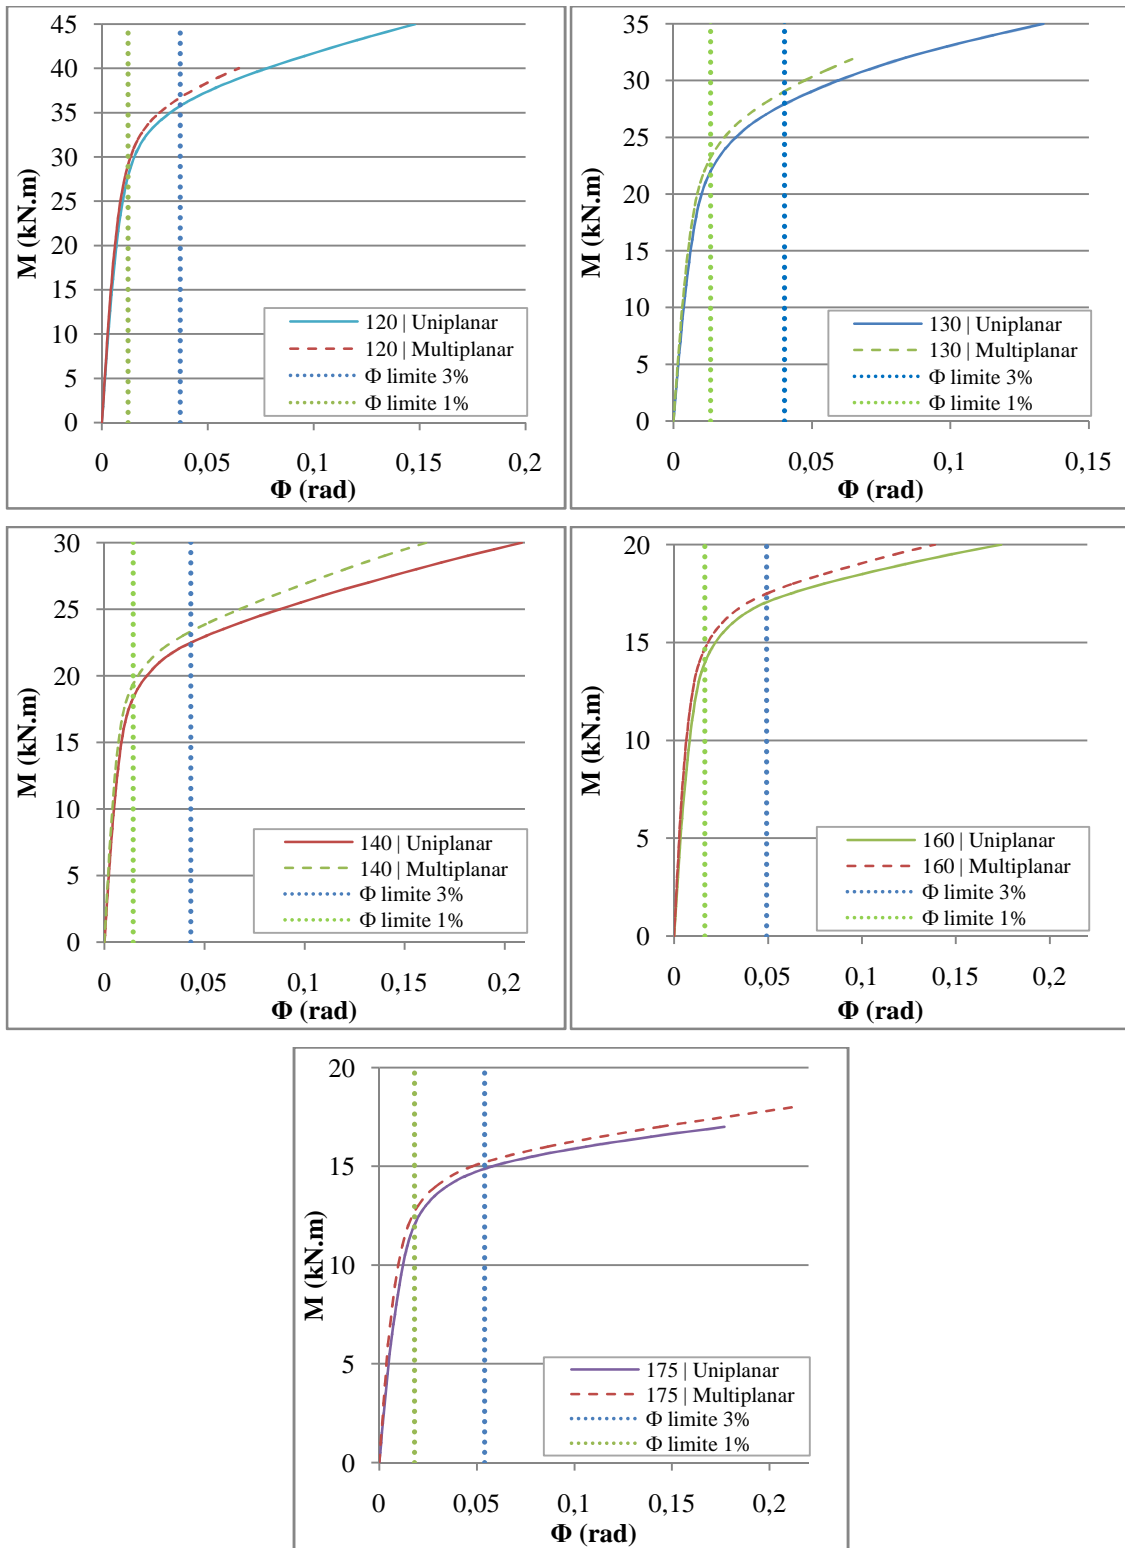 45
40
35
30
25
20
15
10
5
0
M (kN.m)
120 | Uniplanar
120 | Multiplanar
Φ limite 3%
Φ limite 1%
0 0,05 0,1 0,15 0,2
Φ (rad)
35
30
25
20
15
10
5
0
M (kN.m)
130 | Uniplanar
130 | Multiplanar
Φ limite 3%
Φ limite 1%
0 0,05 0,1 0,15
Φ (rad)
30
25
20
15
10
5
0
M (kN.m)
140 | Uniplanar
140 | Multiplanar
Φ limite 3%
Φ limite 1%
0 0,05 0,1 0,15 0,2
Φ (rad)
20
15
10
5
0
M (kN.m)
160 | Uniplanar
160 | Multiplanar
Φ limite 3%
Φ limite 1%
0 0,05 0,1 0,15 0,2
Φ (rad)
20
15
10
5
0
M (kN.m)
175 | Uniplanar
175 | Multiplanar
Φ limite 3%
Φ limite 1%
0 0,05 0,1 0,15 0,2
Φ (rad)